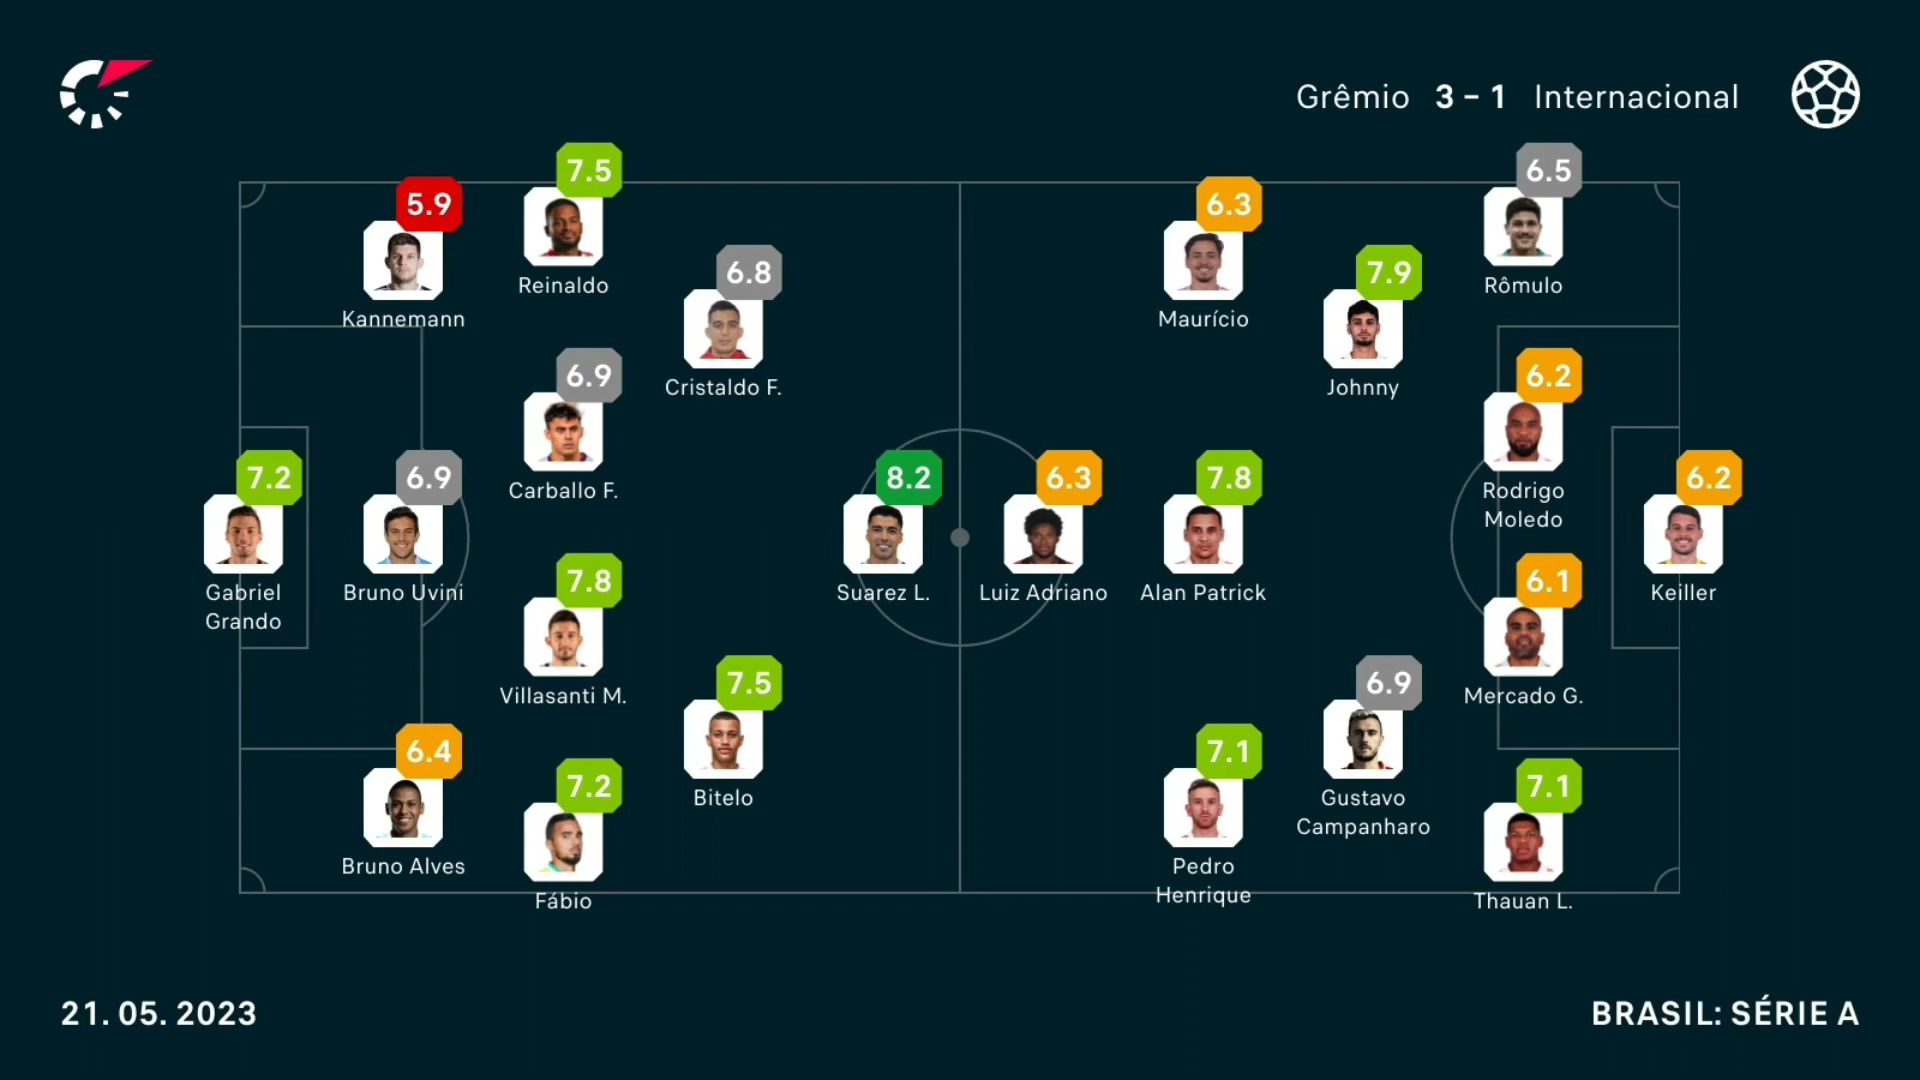 Grêmio 3 - 1 Internacional
7.5
Reinaldo
5.9
Kannemann
6.8
Cristaldo F.
6.9
Carballo F.
7.2
Gabriel
Grando
6.9
Bruno Uvini
8.2
Suarez L.
7.8
Villasanti M.
7.5
Bitelo
6.4
Bruno Alves
7.2
Fábio
6.5
Rômulo
6.3
Maurício
7.9
Johnny
6.2
Rodrigo
Moledo
6.3
Luiz Adriano
7.8
Alan Patrick
6.2
Keiller
6.1
Mercado G.
6.9
Gustavo
Campanharo
7.1
Pedro
Henrique
7.1
Thauan L.
21. 05. 2023
BRASIL: SÉRIE A